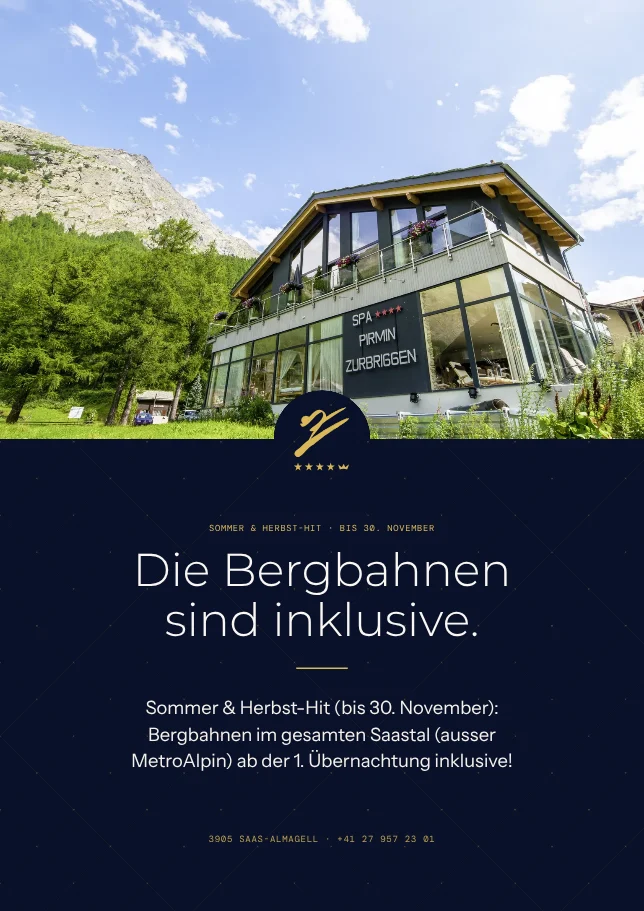 SPA ****
PIRMIN
ZURBRIGGEN
SOMMER & HERBST-HIT · BIS 30. NOVEMBER
Die Bergbahnen
sind inklusive.
Sommer & Herbst-Hit (bis 30. November):
Bergbahnen im gesamten Saastal (ausser
MetroAlpin) ab der 1. Übernachtung inklusive!
3905 SAAS-ALMAGELL · +41 27 957 23 01